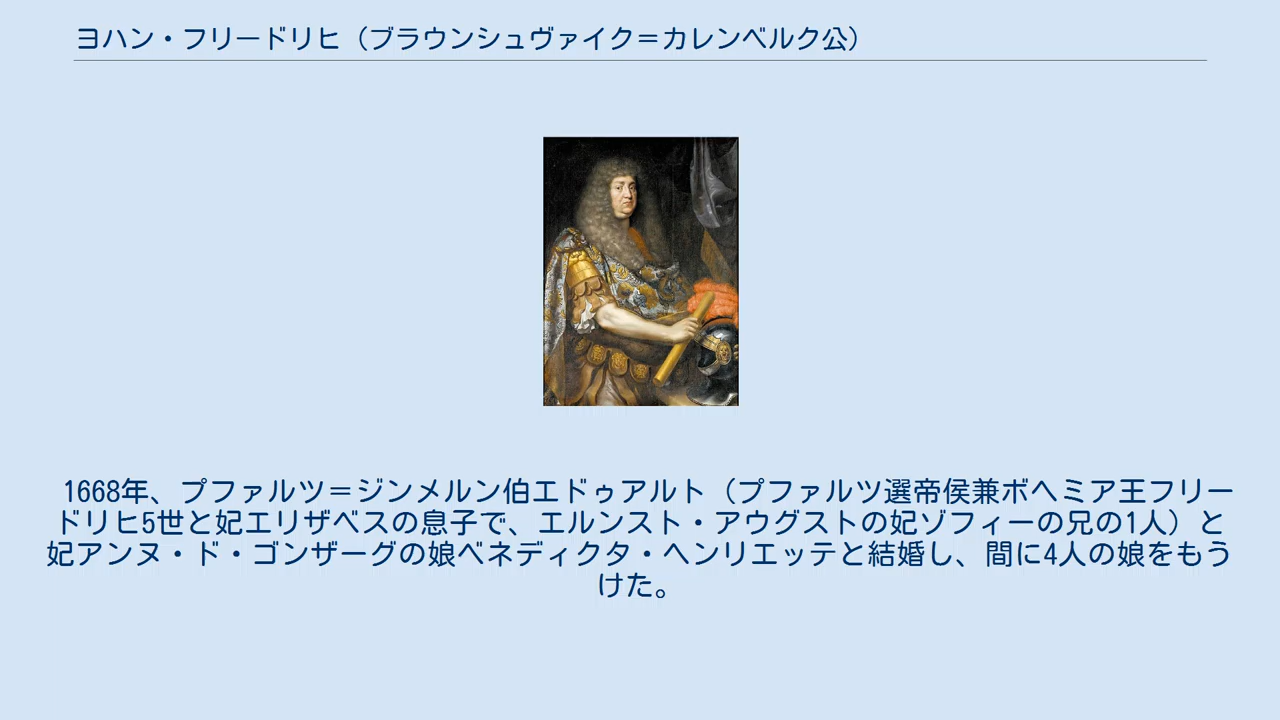 ヨハン・フリードリヒ（ブラウンシュヴァイク＝カレンベルク公）
1668年、プファルツ＝ジンメルン伯エドゥアルト（プファルツ選帝侯兼ボヘミア王フリー
ドリヒ5世と妃エリザベスの息子で、エルンスト・アウグストの妃ゾフィーの兄の1人）と
妃アンヌ・ド・ゴンザーグの娘ベネディクタ・ヘンリエッテと結婚し、間に4人の娘をもう
けた。